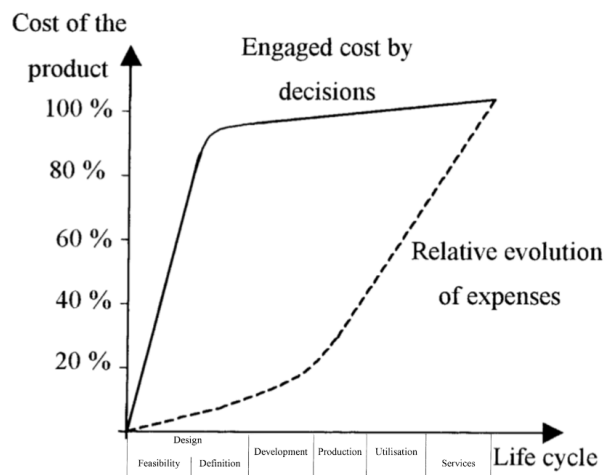 Cost of the
product
Engaged cost by
decisions
100 %
80 %
60 %
Relative evolution
of expenses
40 %
20 %
Design
Feasibility
Definition
Development
Production
Utilisation
Services
Life cycle